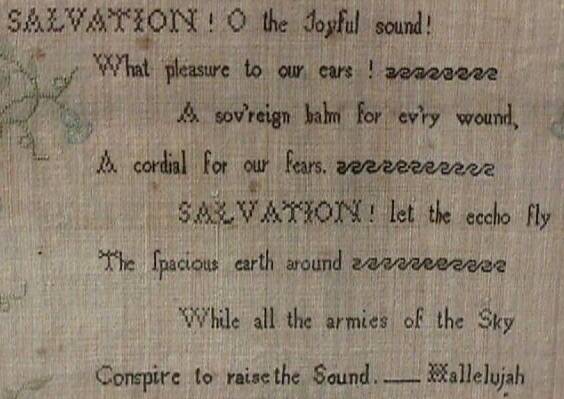 SALVATION! O the Joyful sound!
What pleasure to our ears!
A sov'reign balm for ev'ry wound,
A cordial for our fears.
SALVATION! let the eccho fly
The ſpacious earth around
While all the armies of the Sky
Conspire to raise the Sound. — Hallelujah